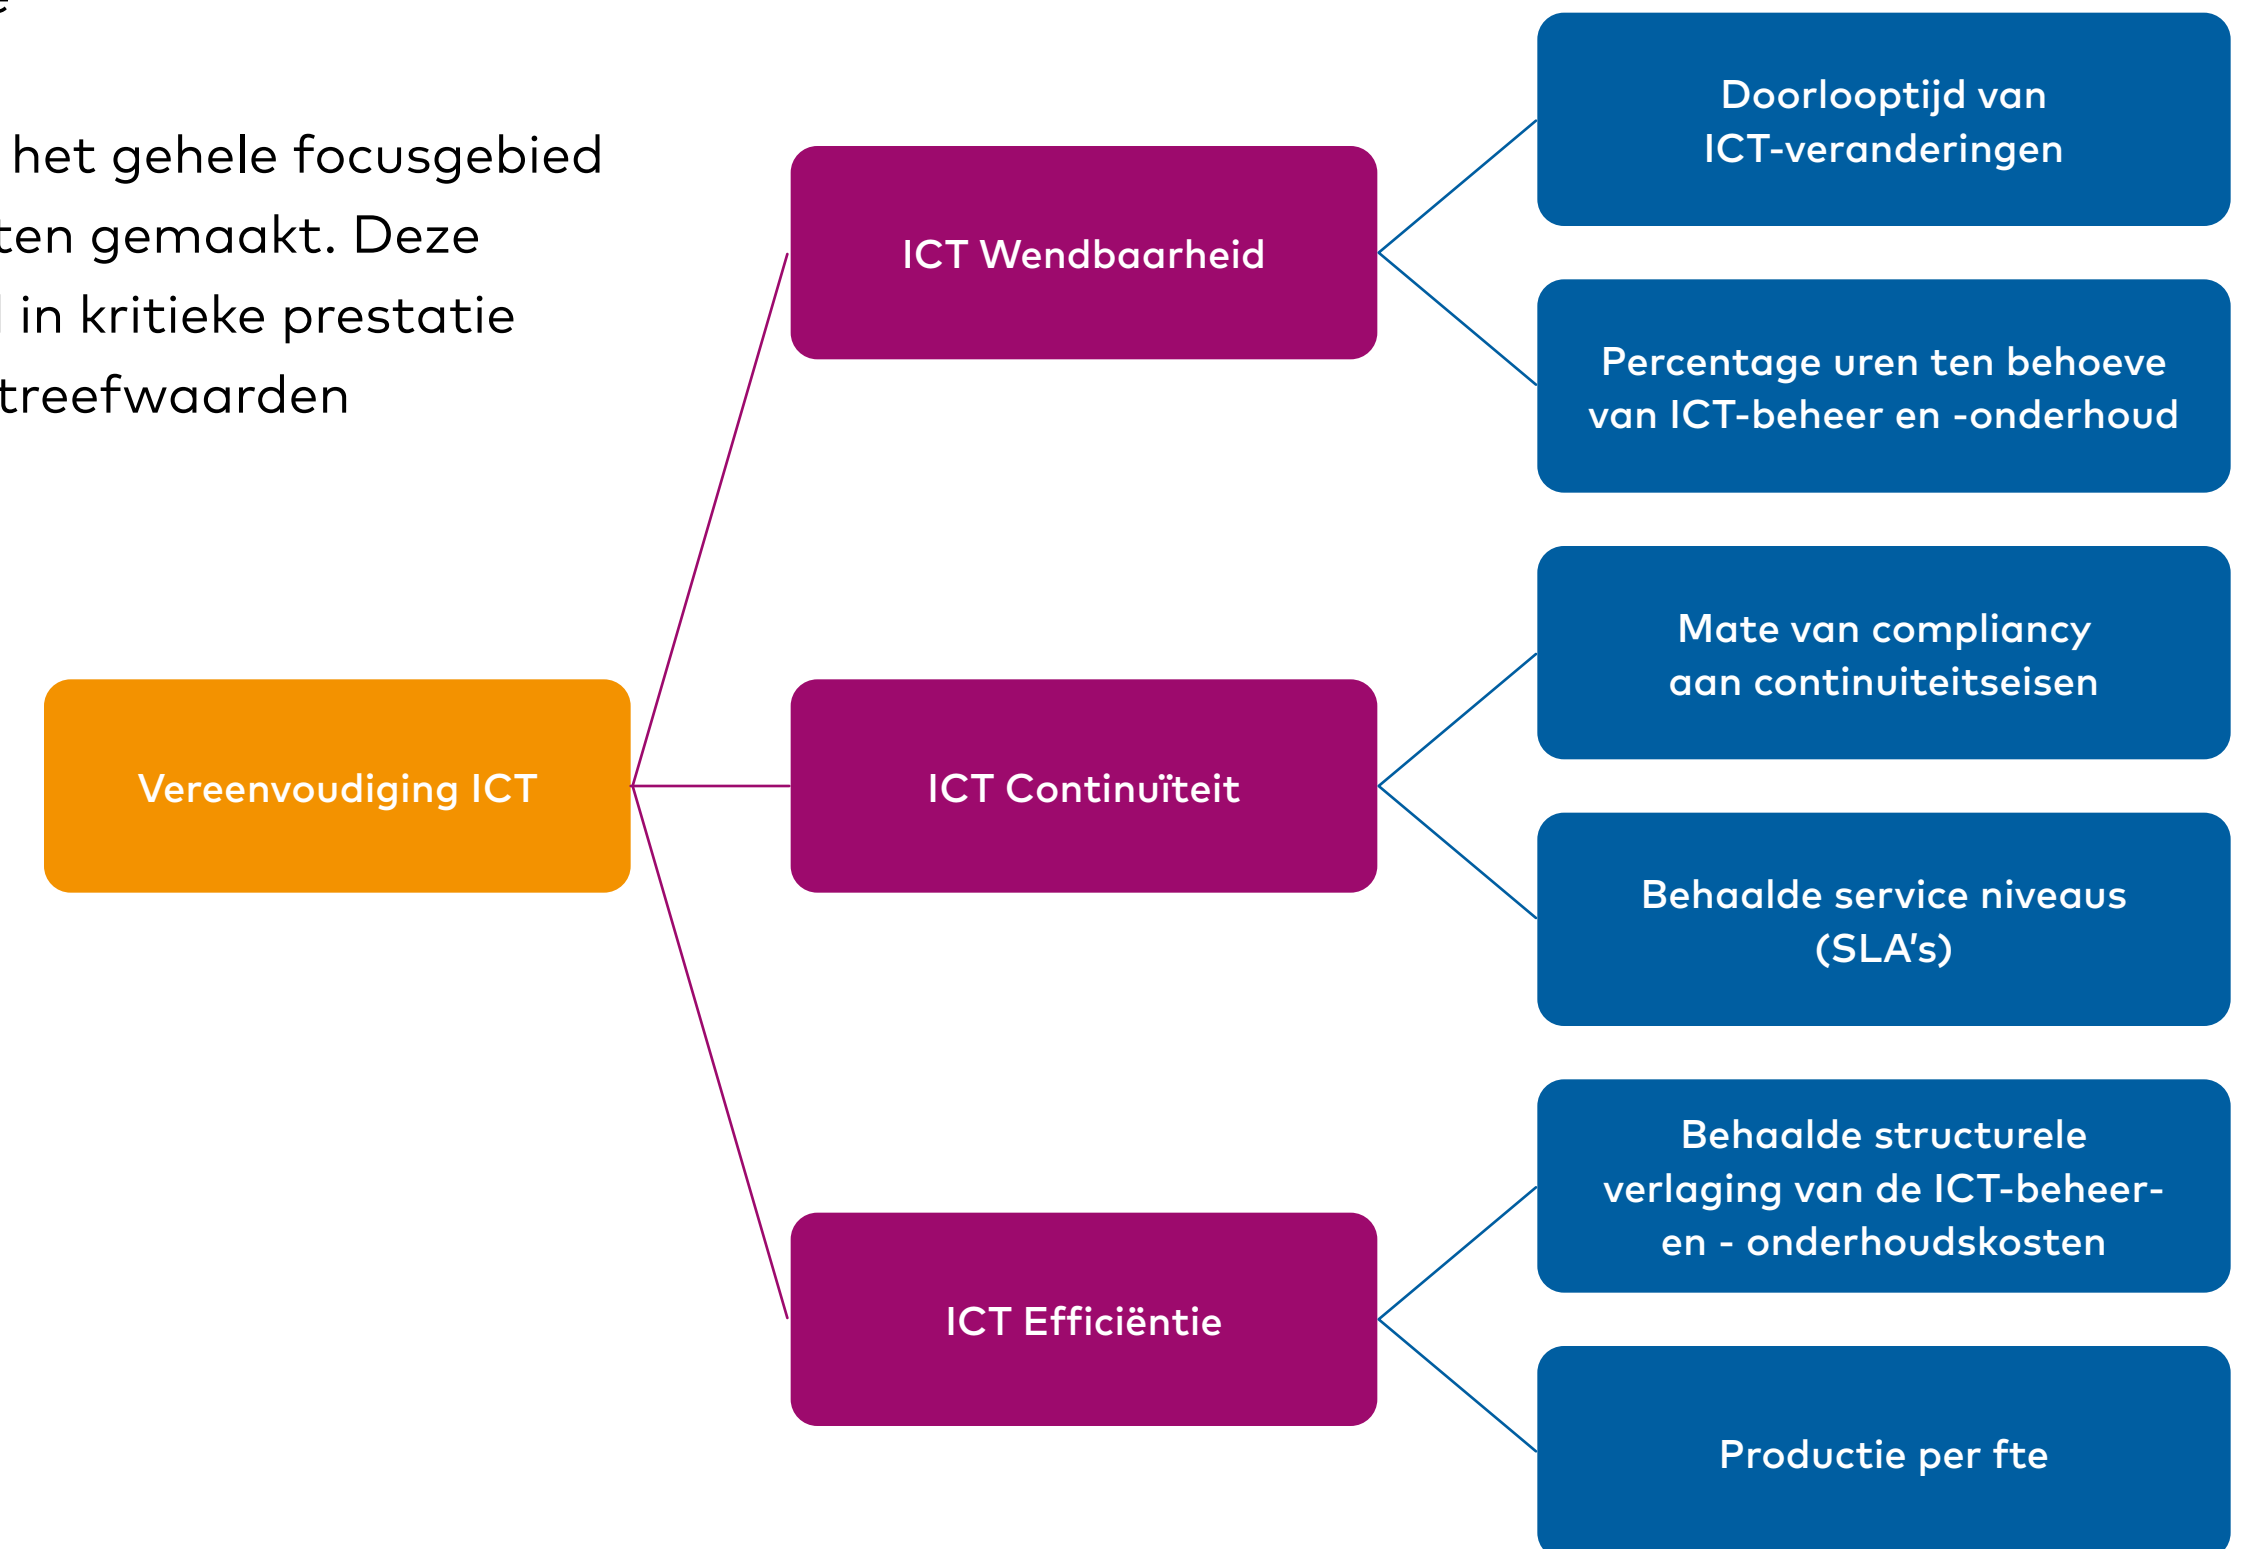 het gehele focusgebied
gemaakt. Deze
in kritieke prestatie
Vereenvoudiging ICT
ICT Wendbaarheid
Doorlooptijd van
ICT-veranderingen
Percentage uren ten behoeve
van ICT-beheer en -onderhoud
ICT Continuïteit
Mate van compliancy
aan continuiteitseisen
Behaalde service niveaus
(SLA's)
ICT Efficiëntie
Behaalde structurele
verlaging van de ICT-beheer-
en - onderhoudskosten
Productie per fte